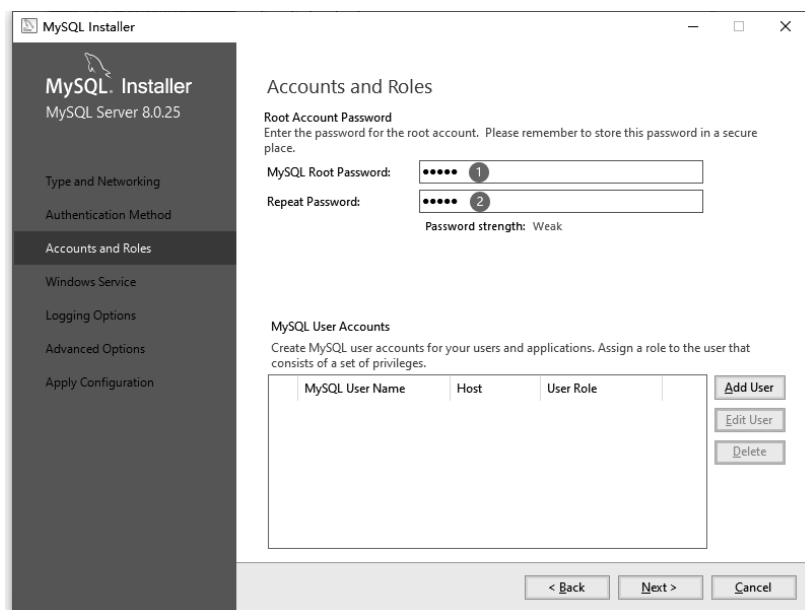 MySQL Installer
MySQL. Installer
MySQL Server 8.0.25
Type and Networking
Authentication Method
Accounts and Roles
Windows Service
Logging Options
Advanced Options
Apply Configuration
Accounts and Roles
Root Account Password
Enter the password for the root account. Please remember to store this password in a secure
place.
MySQL Root Password: ••••• 1
Repeat Password: ••••• 2
Password strength: Weak
MySQL User Accounts
Create MySQL user accounts for your users and applications. Assign a role to the user that
consists of a set of privileges.
MySQL User Name Host User Role
Add User
Edit User
Delete
< Back Next > Cancel